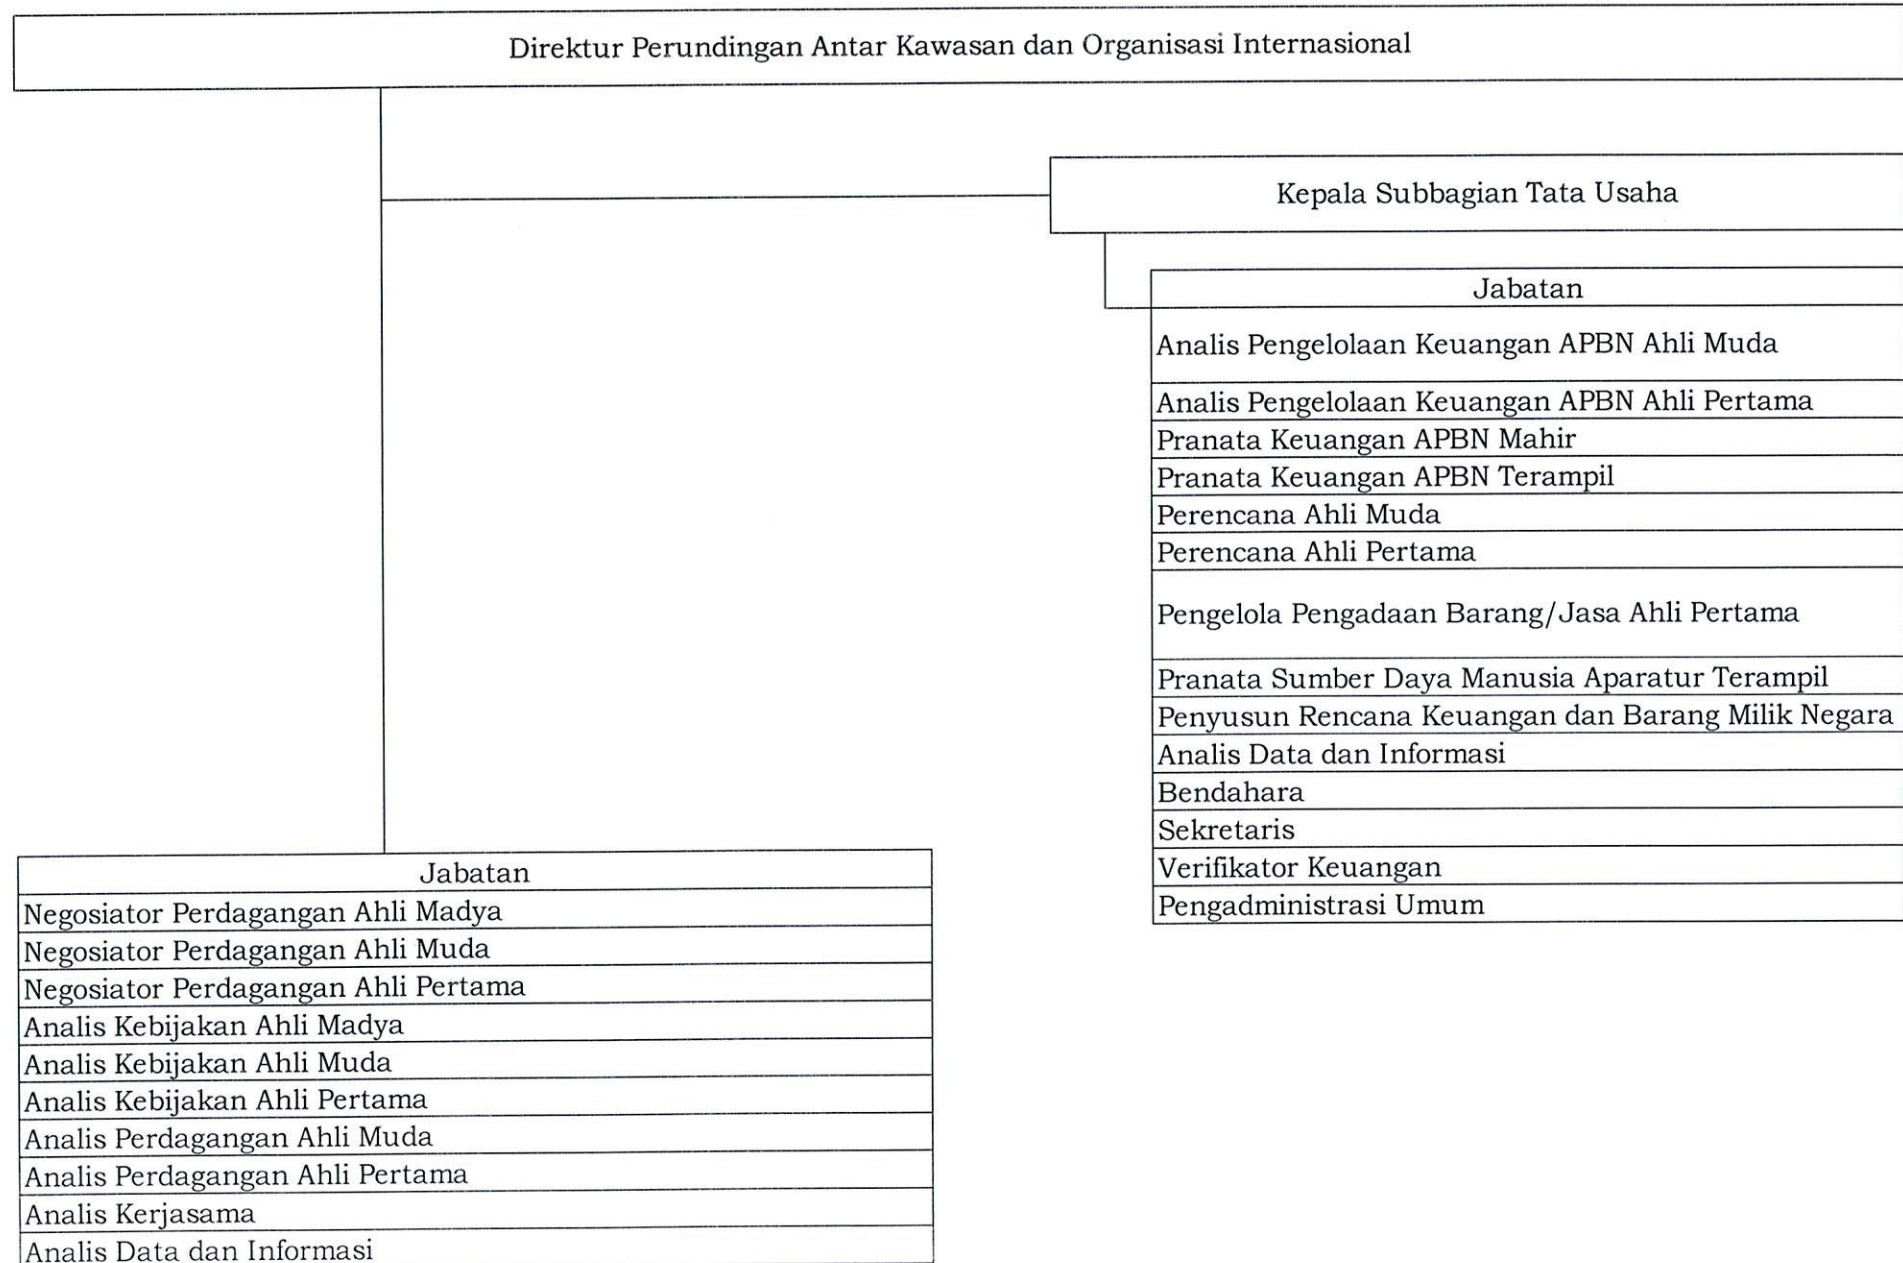 Direktur Perundingan Antar Kawasan dan Organisasi Internasional
Kepala Subbagian Tata Usaha
Jabatan
Analis Pengelolaan Keuangan APBN Ahli Muda
Analis Pengelolaan Keuangan APBN Ahli Pertama
Pranata Keuangan APBN Mahir
Pranata Keuangan APBN Terampil
Perencana Ahli Muda
Perencana Ahli Pertama
Pengelola Pengadaan Barang/Jasa Ahli Pertama
Pranata Sumber Daya Manusia Aparatur Terampil
Penyusun Rencana Keuangan dan Barang Milik Negara
Analis Data dan Informasi
Bendahara
Sekretaris
Verifikator Keuangan
Pengadministrasi Umum
Jabatan
Negosiator Perdagangan Ahli Madya
Negosiator Perdagangan Ahli Muda
Negosiator Perdagangan Ahli Pertama
Analis Kebijakan Ahli Madya
Analis Kebijakan Ahli Muda
Analis Kebijakan Ahli Pertama
Analis Perdagangan Ahli Muda
Analis Perdagangan Ahli Pertama
Analis Kerjasama
Analis Data dan Informasi